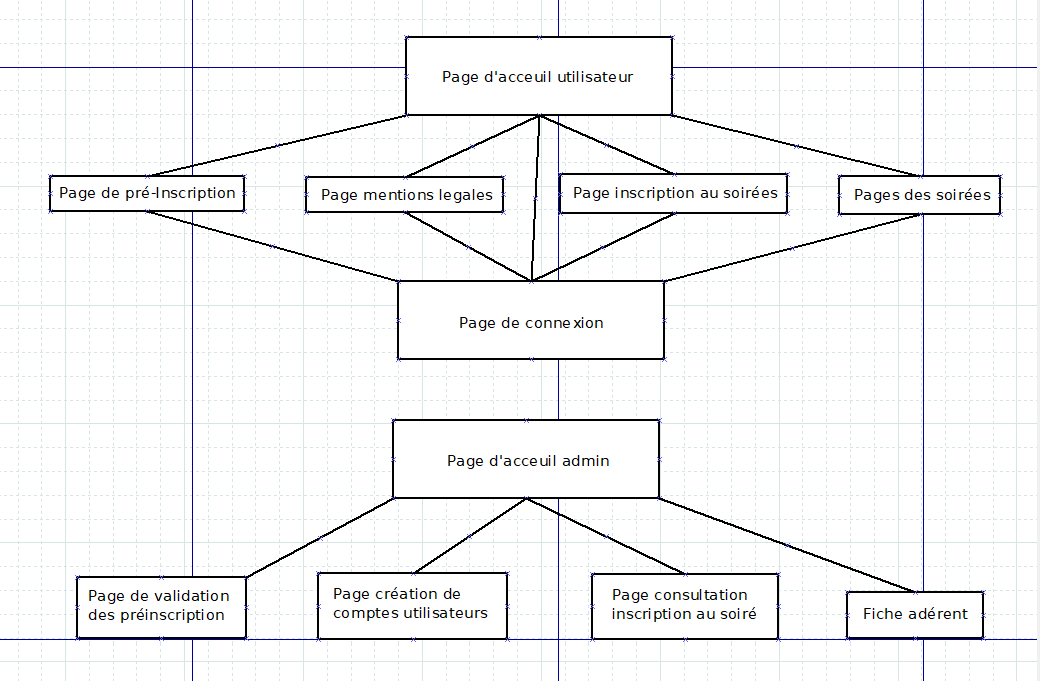 Page d'acceuil utilisateur
Page de pré-Inscription
Page mentions legales
Page inscription au soirées
Pages des soirées
Page de connexion
Page d'acceuil admin
Page de validation
des préinscription
Page création de
comptes utilisateurs
Page consultation
inscription au soiré
Fiche adérent